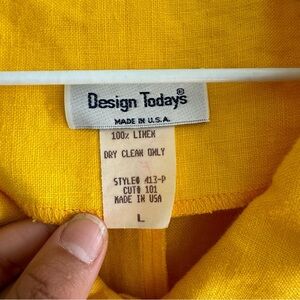 Design Todays®
MADE IN U.S.A.
100% LINEN
DRY CLEAN ONLY
STYLE# 413-P
CUT# 101
MADE IN USA
L